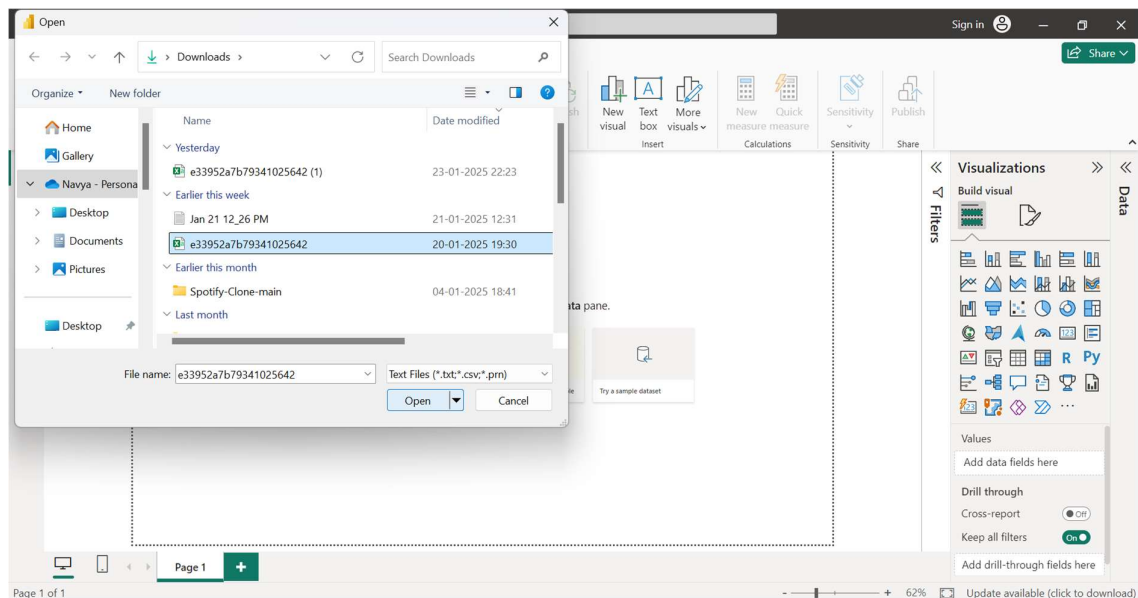 Open
Sign in
Downloads
Search Downloads
Share
Organize
New folder
Home
Gallery
Navya - Persona
Desktop
Documents
Pictures
Desktop
Name
Date modified
Yesterday
e33952a7b79341025642 (1)
23-01-2025 22:23
Earlier this week
Jan 21 12_26 PM
21-01-2025 12:31
e33952a7b79341025642
20-01-2025 19:30
Earlier this month
Spotify-Clone-main
04-01-2025 18:41
Last month
File name:
e33952a7b79341025642
Text Files (*.txt;*.csv;*.prn)
Open
Cancel
New visual
A
Text box
More visuals
Insert
New measure
Quick measure
Calculations
Sensitivity
Sensitivity
Publish
Share
pane.
Try a sample dataset
Filters
Visualizations
Build visual
123
R
Py
Values
Add data fields here
Drill through
Cross-report
Off
Keep all filters
On
Add drill-through fields here
Data
Page 1
Page 1 of 1
62%
Update available (click to download)